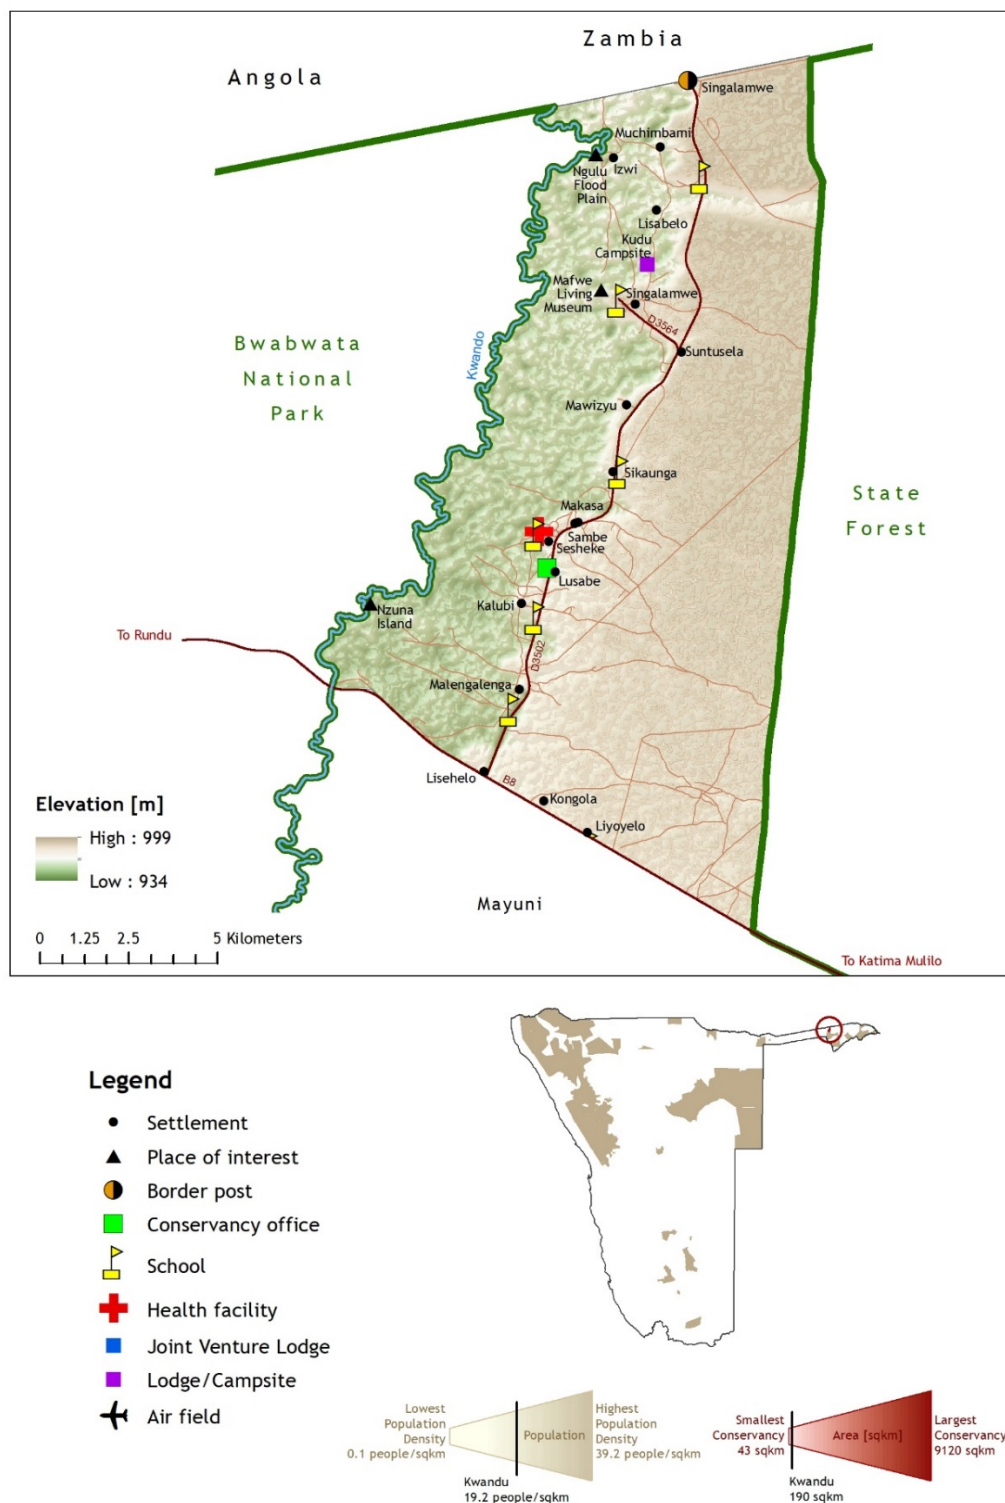 Zambia
Angola
Singalamwe
Muchimbami
Izwi
Ngulu
Flood
Plain
Lisabelo
Kudu
Campsite
Mafwe
Living
Museum
Singalamwe
D3564
Suntusela
Kwando
Bwabwata
National
Park
Mawizyu
Sikaunga
State
Forest
Makasa
Sambe
Sesheke
Lusabe
Kalubi
Nzuna
Island
To Rundu
D3502
Malengalenga
Lisehelo
B8
Kongola
Liyoyelo
Elevation [m]
High : 999
Low : 934
Mayuni
0 1.25 2.5 5 Kilometers
To Katima Mulilo
Legend
Settlement
Place of interest
Border post
Conservancy office
School
Health facility
Joint Venture Lodge
Lodge/Campsite
Air field
Lowest
Population
Density
0.1 people/sqkm
Population
Highest
Population
Density
39.2 people/sqkm
Kwandu
19.2 people/sqkm
Smallest
Conservancy
43 sqkm
Area [sqkm]
Largest
Conservancy
9120 sqkm
Kwandu
190 sqkm